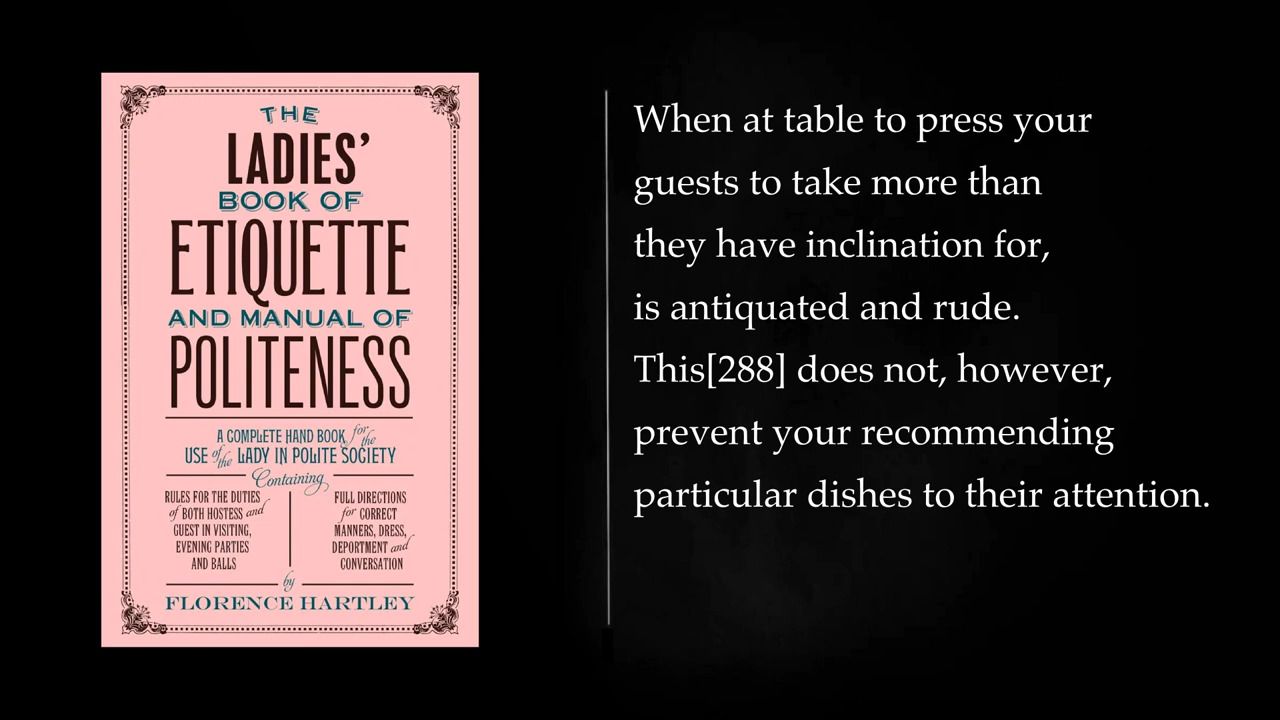 THE
LADIES'
BOOK OF
ETIQUETTE
AND MANUAL OF
POLITENESS
A COMPLETE HAND BOOK for the
USE of the LADY IN POLITE SOCIETY
Containing
RULES FOR THE DUTIES
of BOTH HOSTESS and
GUEST IN VISITING,
EVENING PARTIES
AND BALLS
FULL DIRECTIONS
for CORRECT
MANNERS, DRESS,
DEPORTMENT and
CONVERSATION
by
FLORENCE HARTLEY
When at table to press your
guests to take more than
they have inclination for,
is antiquated and rude.
This[288] does not, however,
prevent your recommending
particular dishes to their attention.